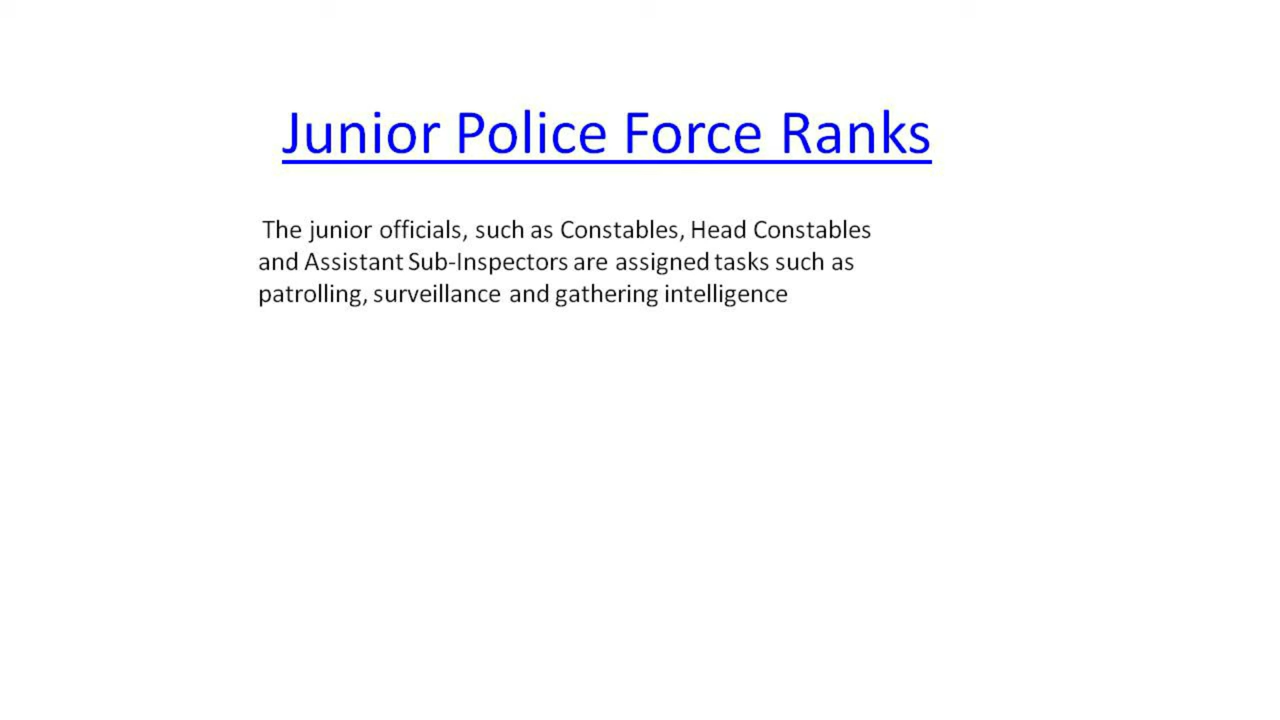 Junior Police Force Ranks
The junior officials, such as Constables, Head Constables
and Assistant Sub-Inspectors are assigned tasks such as
patrolling, surveillance and gathering intelligence